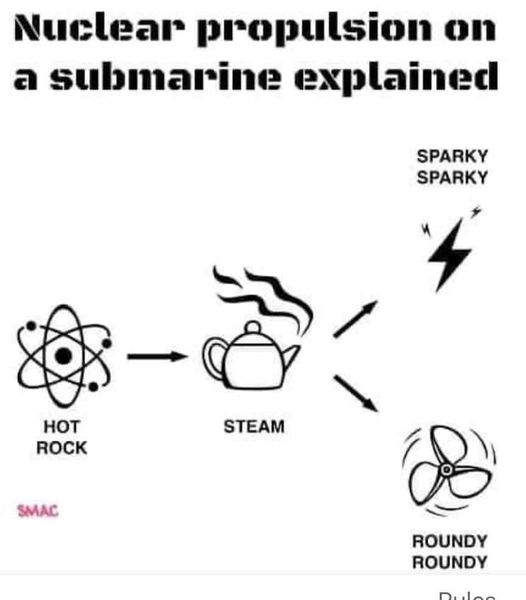 Nuclear propulsion on
a submarine explained
SPARKY
SPARKY
HOT
ROCK
STEAM
SMAC
ROUNDY
ROUNDY